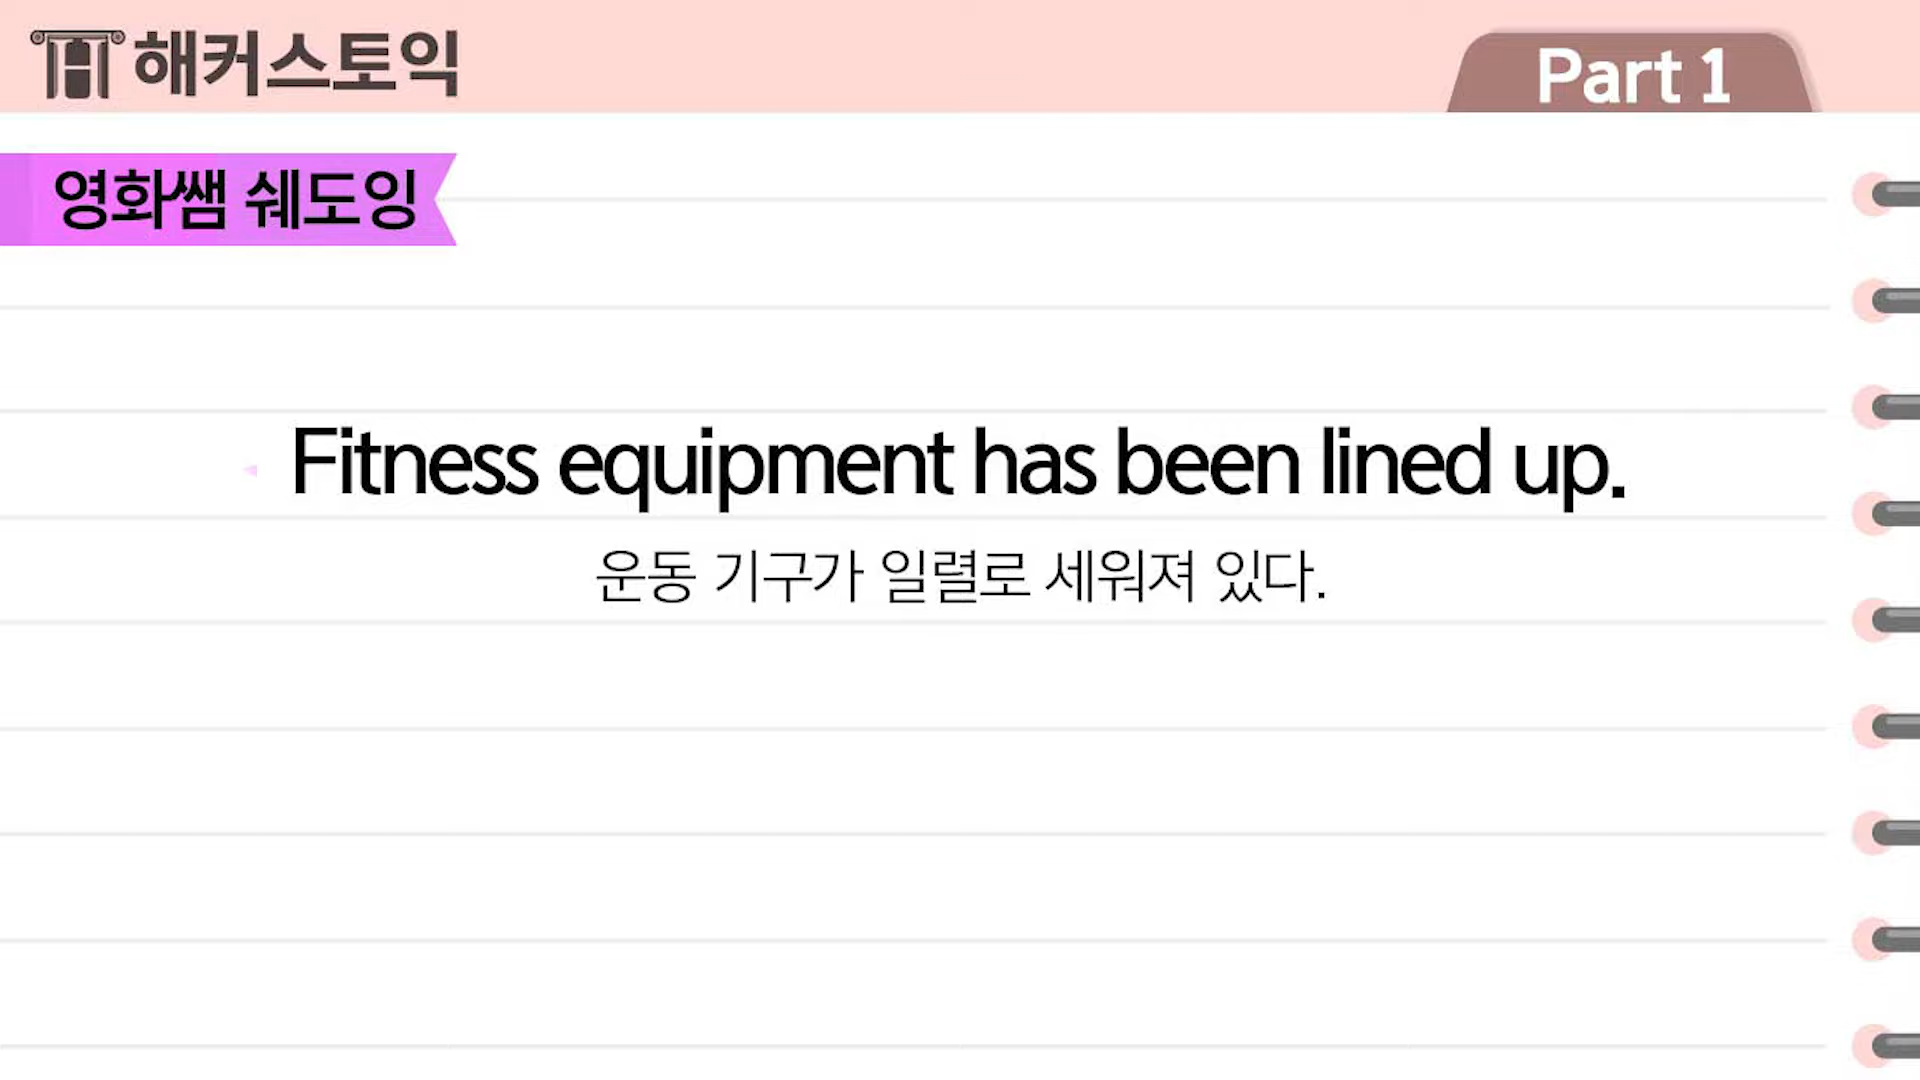 해커스토익
Part 1
영화쌤 쉐도잉
Fitness equipment has been lined up.
운동 기구가 일렬로 세워져 있다.